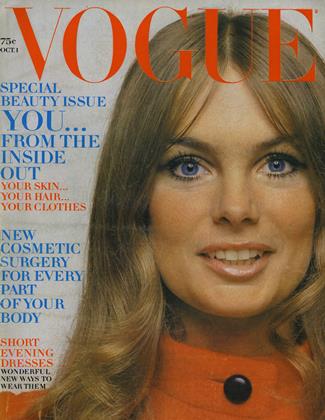 VOGUE
75¢
OCT. 1
SPECIAL
BEAUTY ISSUE
YOU...
FROM THE
INSIDE
OUT
YOUR SKIN...
YOUR HAIR...
YOUR CLOTHES
NEW
COSMETIC
SURGERY
FOR EVERY
PART
OF YOUR
BODY
SHORT
EVENING
DRESSES
WONDERFUL
NEW WAYS TO
WEAR THEM